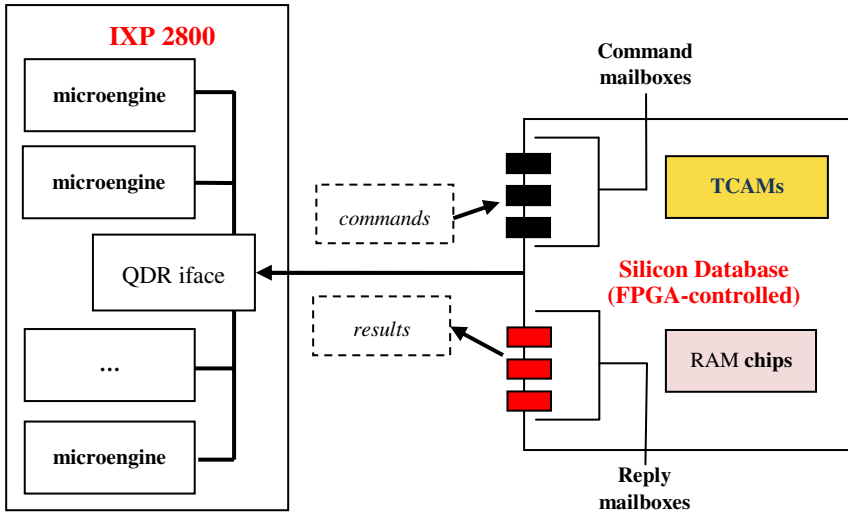 IXP 2800
microengine
microengine
QDR iface
...
microengine
commands
results
Command
mailboxes
TCAMs
Silicon Database
(FPGA-controlled)
RAM chips
Reply
mailboxes